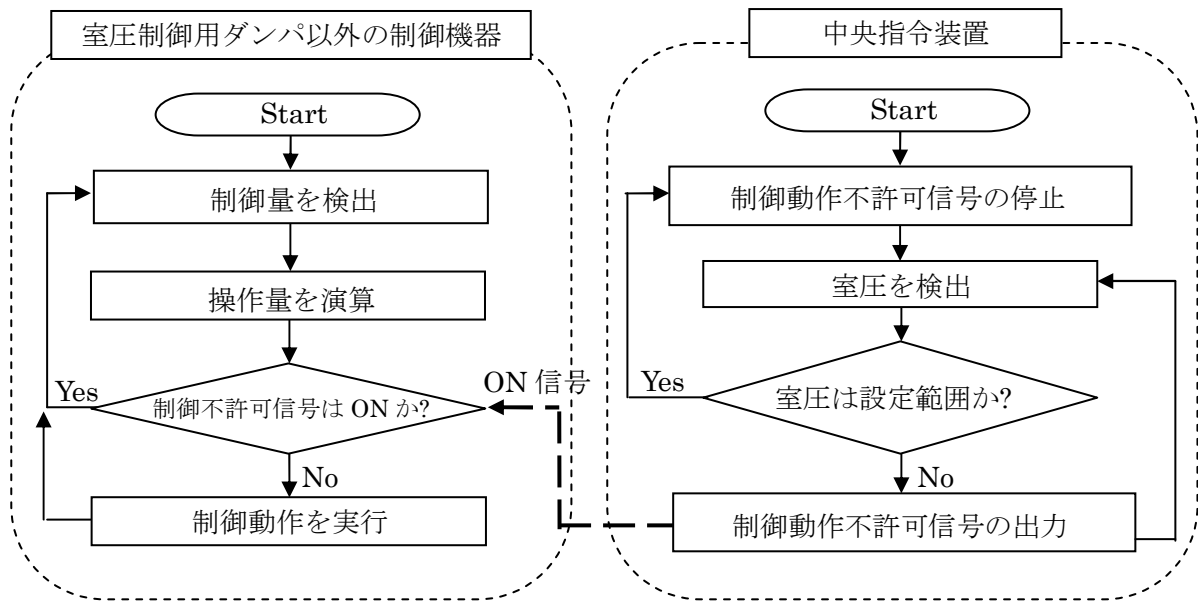 室圧制御用ダンパ以外の制御機器
Start
制御量を検出
操作量を演算
制御不許可信号は ON か?
Yes
No
制御動作を実行
ON 信号
中央指令装置
Start
制御動作不許可信号の停止
室圧を検出
室圧は設定範囲か?
Yes
No
制御動作不許可信号の出力